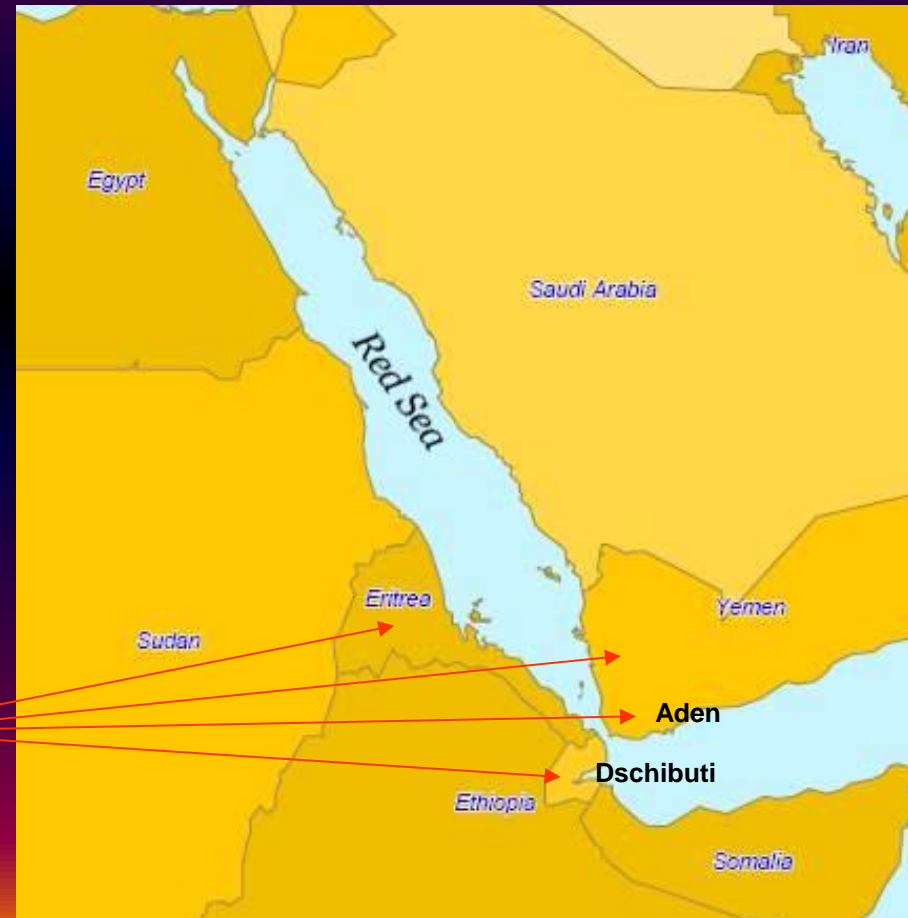 Iran
Egypt
Saudi Arabia
Red Sea
Eritrea
Yemen
Sudan
Aden
Dschibuti
Ethiopia
Somalia